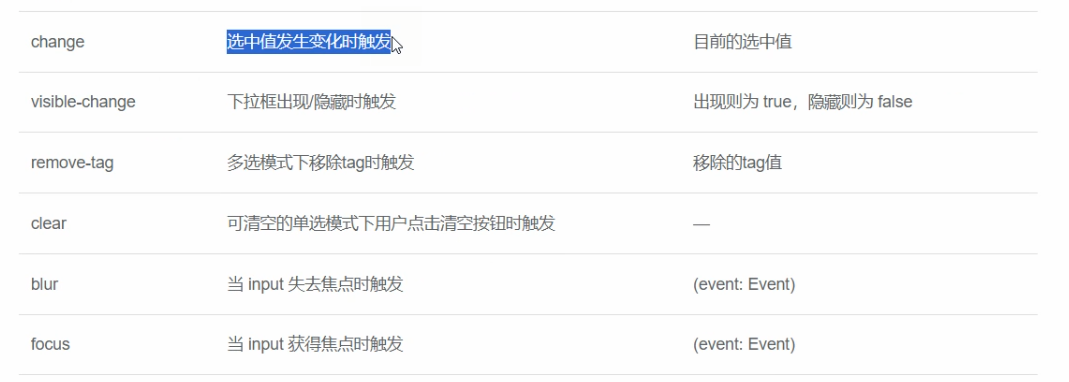 change 选中值发生变化时触发 目前的选中值
visible-change 下拉框出现/隐藏时触发 出现则为 true，隐藏则为 false
remove-tag 多选模式下移除tag时触发 移除的tag值
clear 可清空的单选模式下用户点击清空按钮时触发 —
blur 当 input 失去焦点时触发 (event: Event)
focus 当 input 获得焦点时触发 (event: Event)